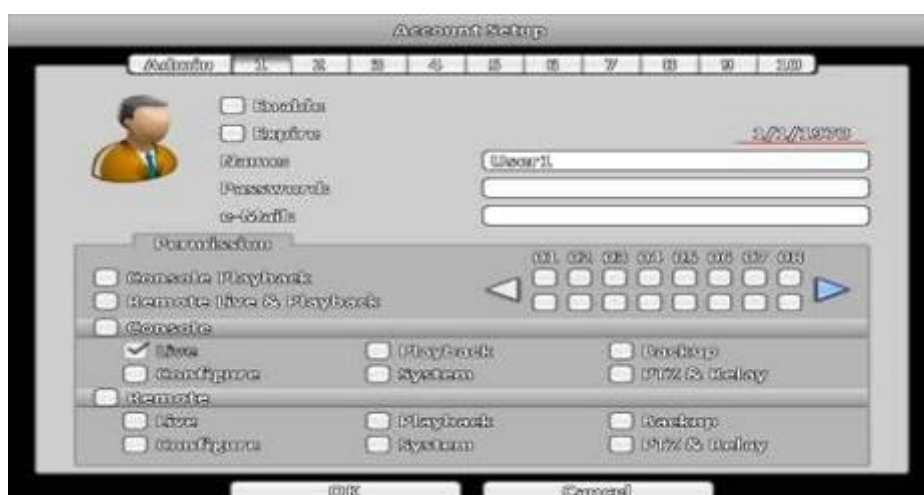 Account Setup
Admin 1 2 3 4 5 6 7 8 9 10
Enable
Expire 1/1/1970
Name: User1
Password:
e-Mail:
Permission
01 02 03 04 05 06 07 08
Console Playback
Remote Live & Playback
Console
Live Playback Backup
Configure System PTZ & Relay
Remote
Live Playback Backup
Configure System PTZ & Relay
OK Cancel